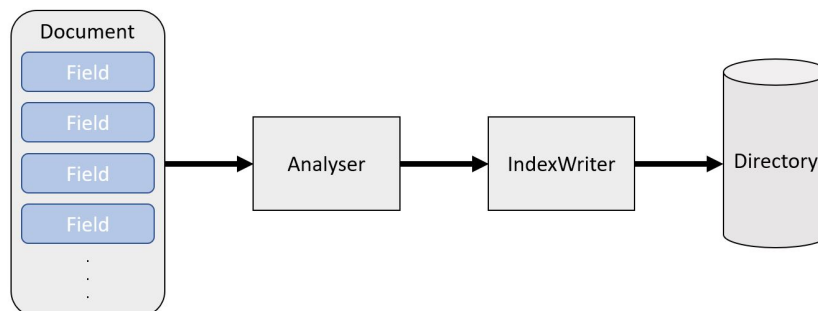 Document
Field
Field
Field
Field
.
.
.
Analyser
IndexWriter
Directory